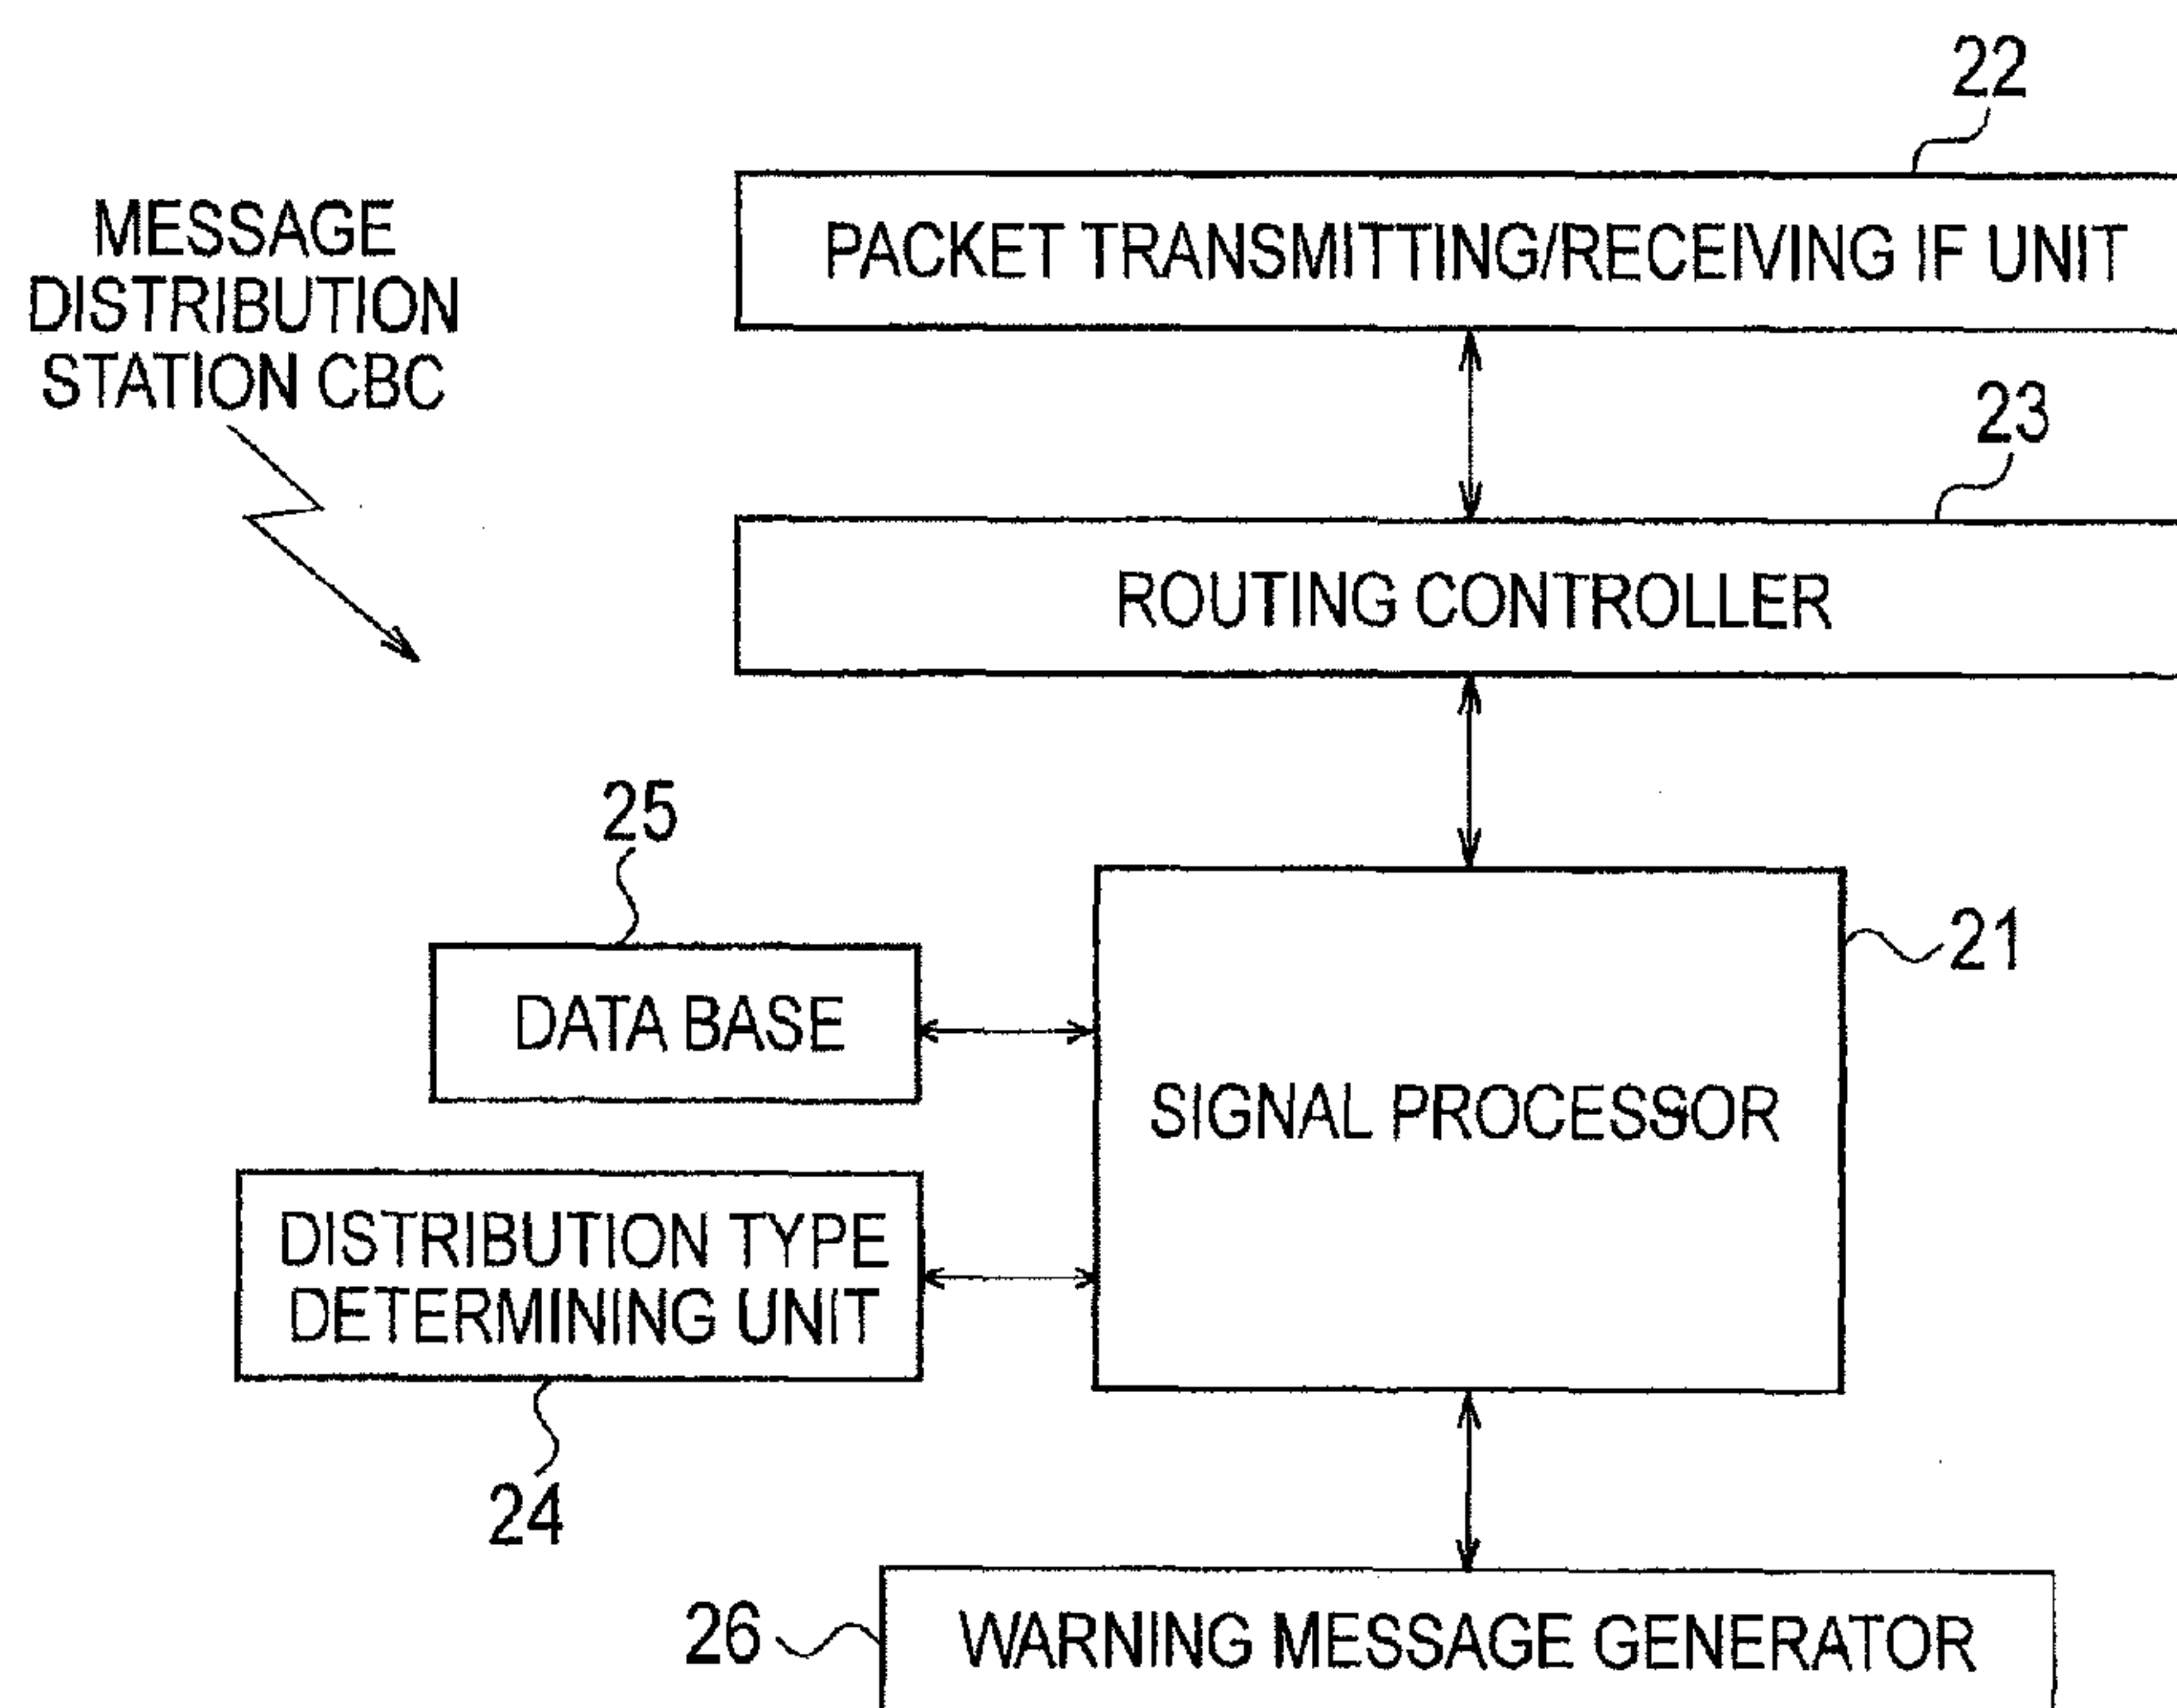 22
MESSAGE
DISTRIBUTION
STATION CBC
PACKET TRANSMITTING/RECEIVING IF UNIT
23
ROUTING CONTROLLER
25
21
DATA BASE
SIGNAL PROCESSOR
DISTRIBUTION TYPE
DETERMINING UNIT
24
26
WARNING MESSAGE GENERATOR